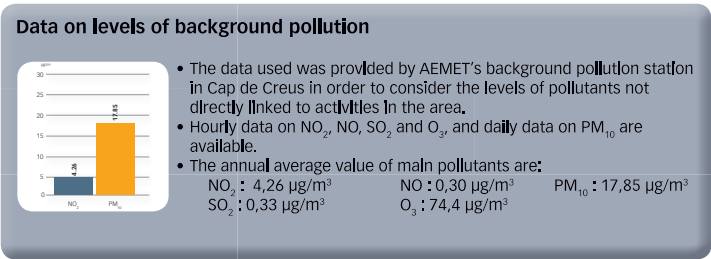 Data on levels of background pollution
µg/m³
30
25
20
15
10
5
0
4.26
17.85
NO₂
PM₁₀
• The data used was provided by AEMET's background pollution station
in Cap de Creus in order to consider the levels of pollutants not
directly linked to activities in the area.
• Hourly data on NO₂, NO, SO₂ and O₃, and daily data on PM₁₀ are
available.
• The annual average value of main pollutants are:
NO₂ : 4,26 µg/m³ NO : 0,30 µg/m³ PM₁₀ : 17,85 µg/m³
SO₂ : 0,33 µg/m³ O₃ : 74,4 µg/m³